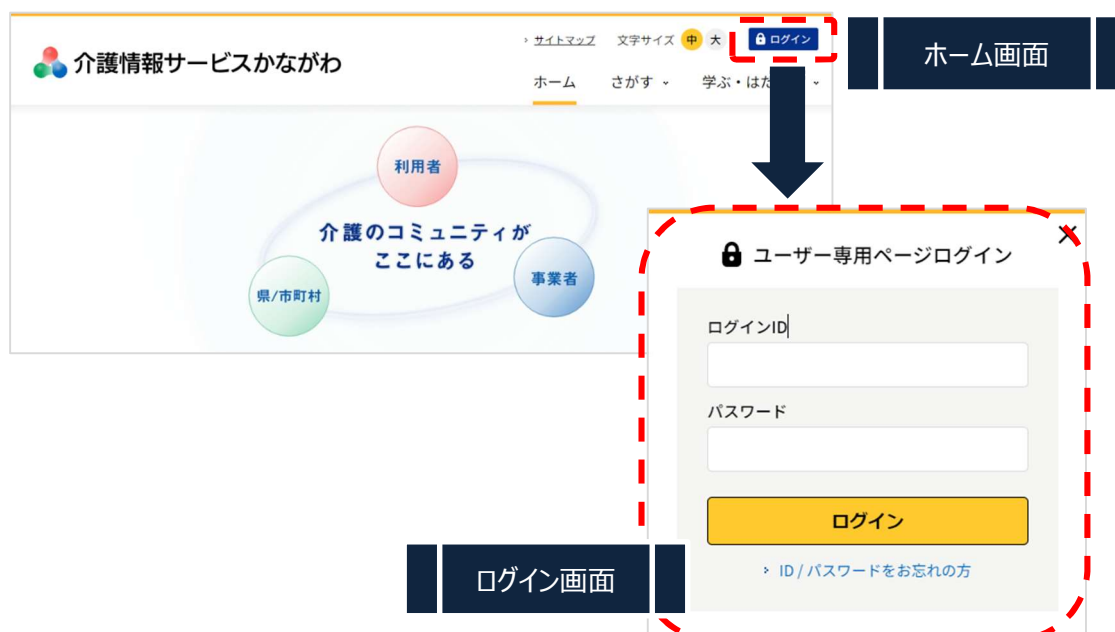 サイトマップ 文字サイズ 中 大 ログイン
介護情報サービスかながわ
ホーム さがす 学ぶ・はた
ホーム画面
利用者
介護のコミュニティが
ここにある
事業者
県/市町村
ユーザー専用ページログイン
ログインID
パスワード
ログイン
ID / パスワードをお忘れの方
ログイン画面